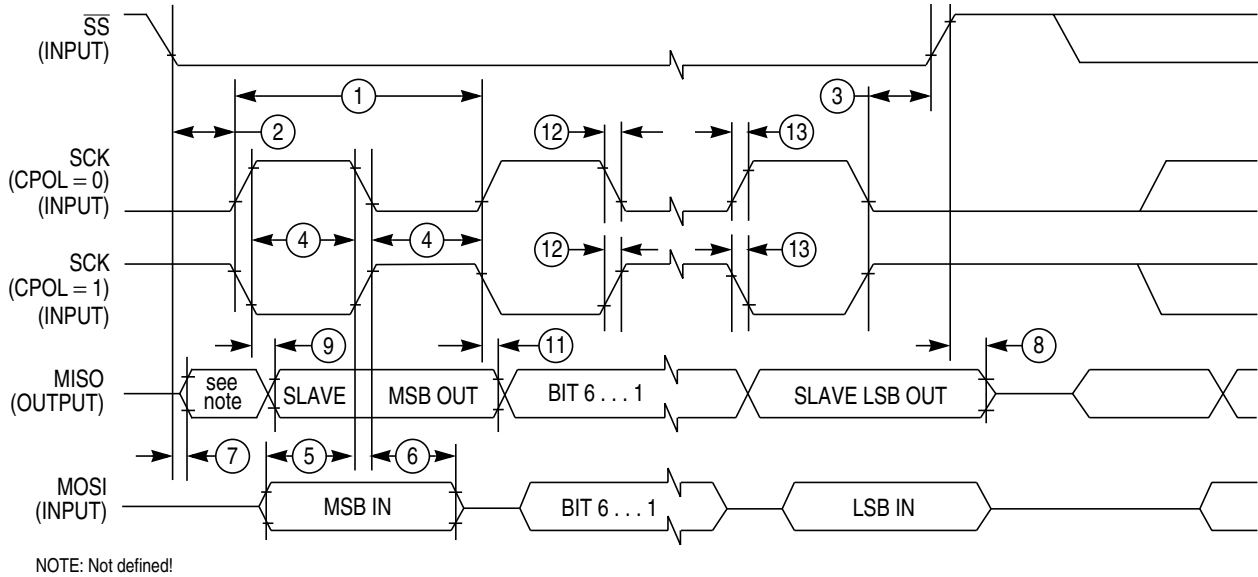 SS
(INPUT)
1
3
2
12
13
SCK
(CPOL = 0)
(INPUT)
4
4
12
13
SCK
(CPOL = 1)
(INPUT)
9
11
8
MISO
(OUTPUT)
see
note
SLAVE
MSB OUT
BIT 6 . . . 1
SLAVE LSB OUT
7
5
6
MOSI
(INPUT)
MSB IN
BIT 6 . . . 1
LSB IN
NOTE: Not defined!